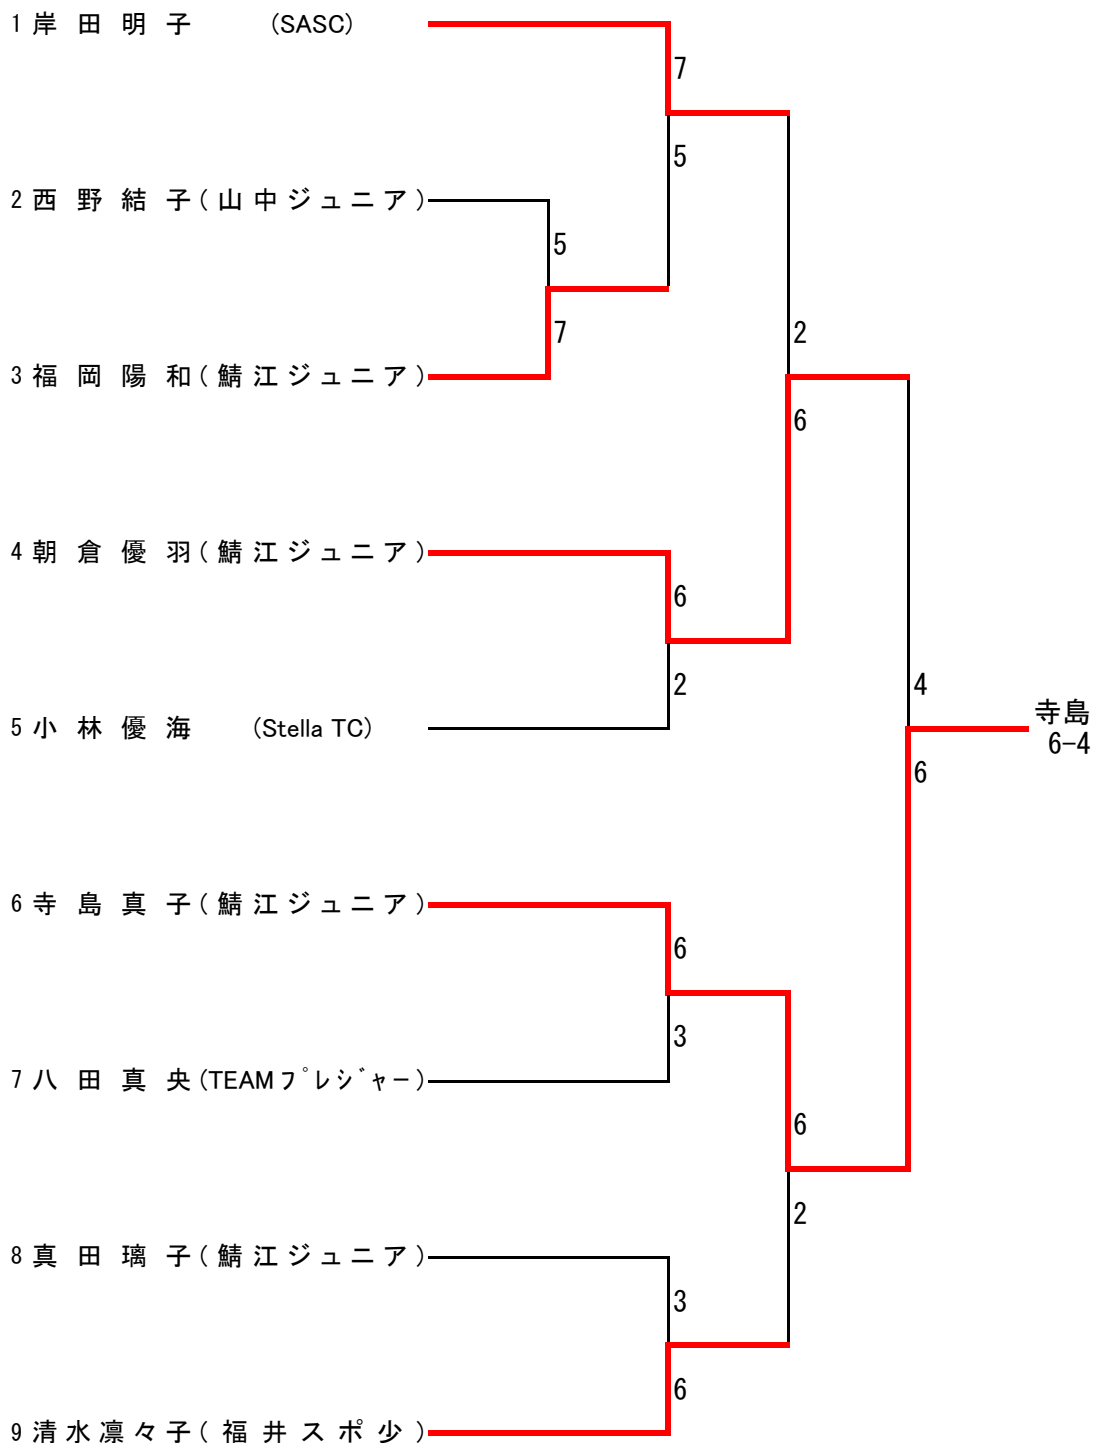 1 岸田明子 (SASC)
7
5
2 西野結子(山中ジュニア)
5
7
3 福岡陽和(鯖江ジュニア)
2
6
4 朝倉優羽(鯖江ジュニア)
6
2
5 小林優海 (Stella TC)
4
6
寺島
6-4
6 寺島真子(鯖江ジュニア)
6
3
7 八田真央(TEAMﾌﾟﾚｼﾞｬｰ)
6
2
8 真田璃子(鯖江ジュニア)
3
6
9 清水凛々子(福井スポ少)